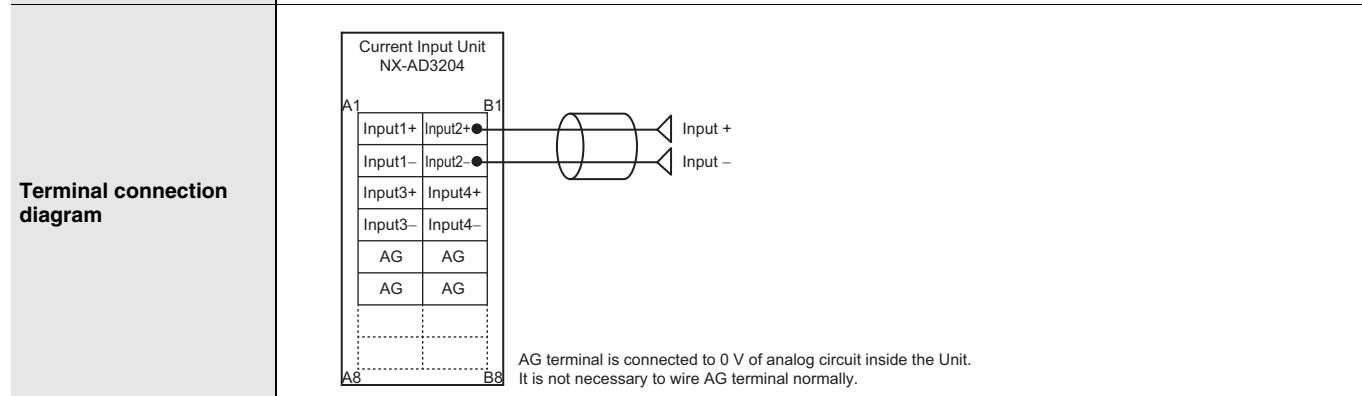 Terminal connection
diagram
Current Input Unit
NX-AD3204
A1 B1
Input1+ Input2+ Input +
Input1– Input2– Input –
Input3+ Input4+
Input3– Input4–
AG AG
AG AG
A8 B8
AG terminal is connected to 0 V of analog circuit inside the Unit.
It is not necessary to wire AG terminal normally.